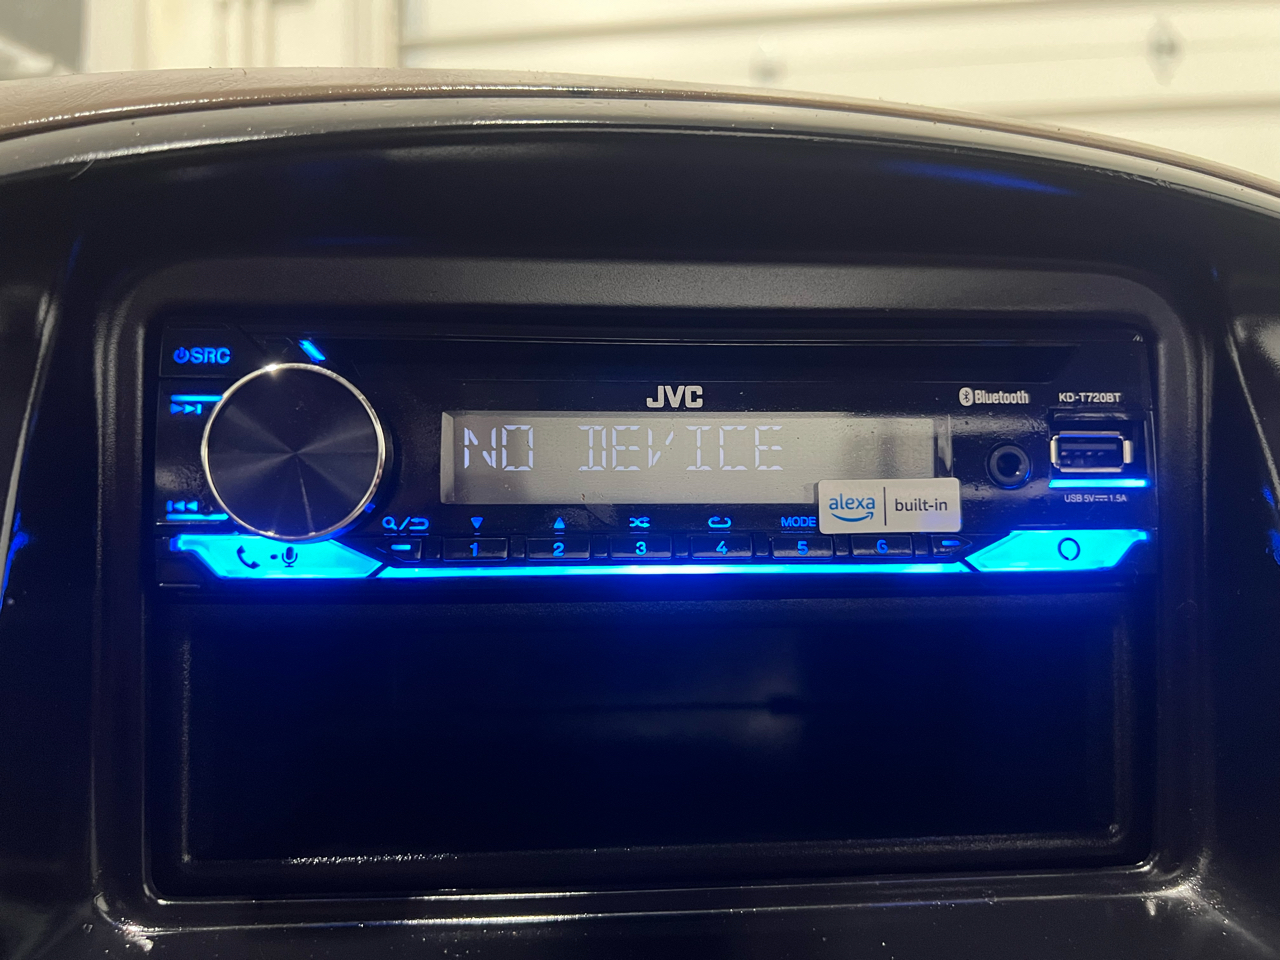 SRC
JVC
Bluetooth
KD-T720BT
NO DEVICE
USB 5V⎓1.5A
alexa built-in
MODE
1 2 3 4 5 6